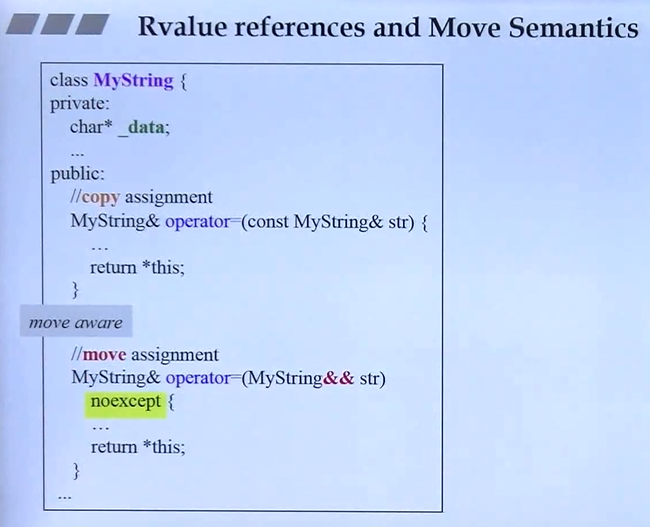 Rvalue references and Move Semantics
class MyString {
private:
char* _data;
...
public:
//copy assignment
MyString& operator=(const MyString& str) {
...
return *this;
}
move aware
//move assignment
MyString& operator=(MyString&& str)
noexcept {
...
return *this;
}
...